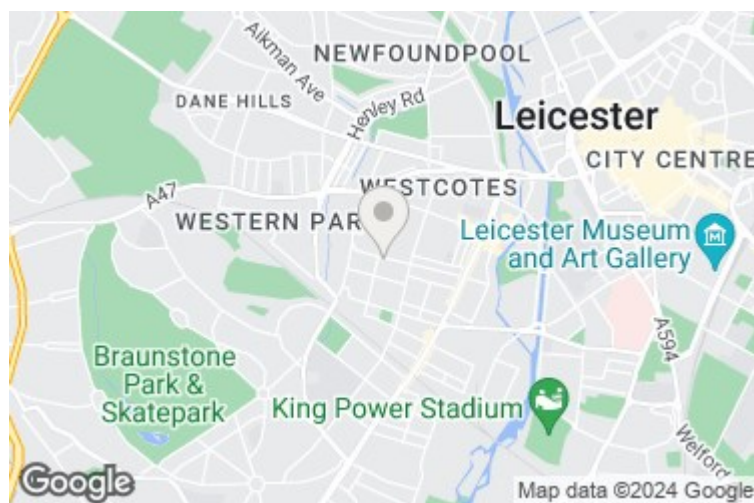 Aikman Ave
NEWFOUNDPOOL
DANE HILLS
Henley Rd
Leicester
CITY CENTRE
A47
WESTCOTES
WESTERN PAR
Leicester Museum
and Art Gallery
M
A594
Braunstone
Park &
Skatepark
King Power Stadium
Welford
Google
Map data ©2024 Google